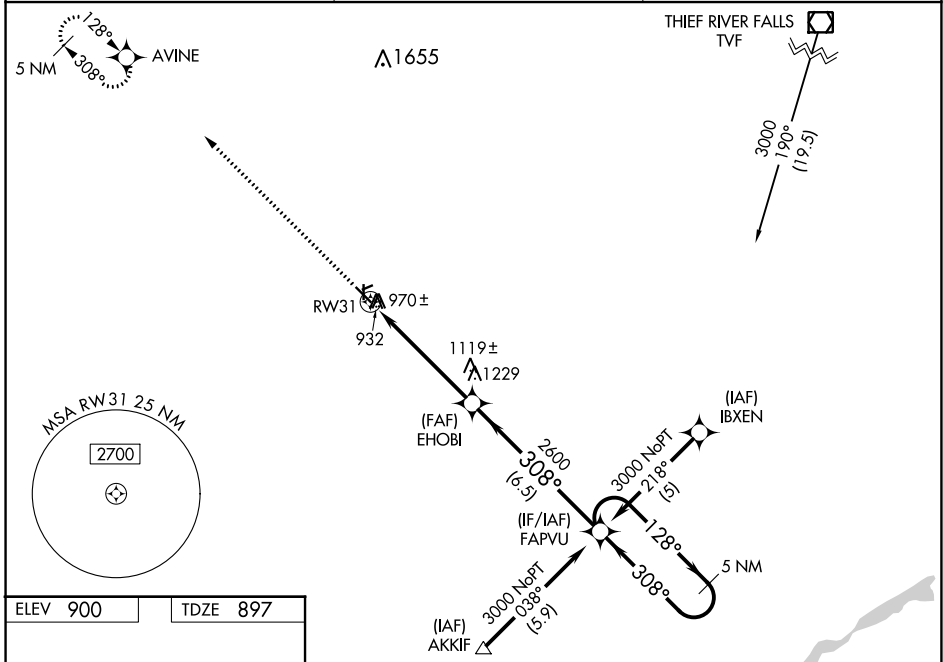 128°
308°
5 NM
AVINE
1655
THIEF RIVER FALLS
TVF
3000
190°
(19.5)
RW31
970±
932
1119±
1229
(FAF)
EHOBI
MSA RW31 25 NM
2700
2600
308°
(6.5)
(IAF)
IBXEN
3000 NoPT
218°
(5)
(IF/IAF)
FAPVU
128°
308°
5 NM
3000 NoPT
038°
(5.9)
(IAF)
AKKIF
ELEV 900
TDZE 897